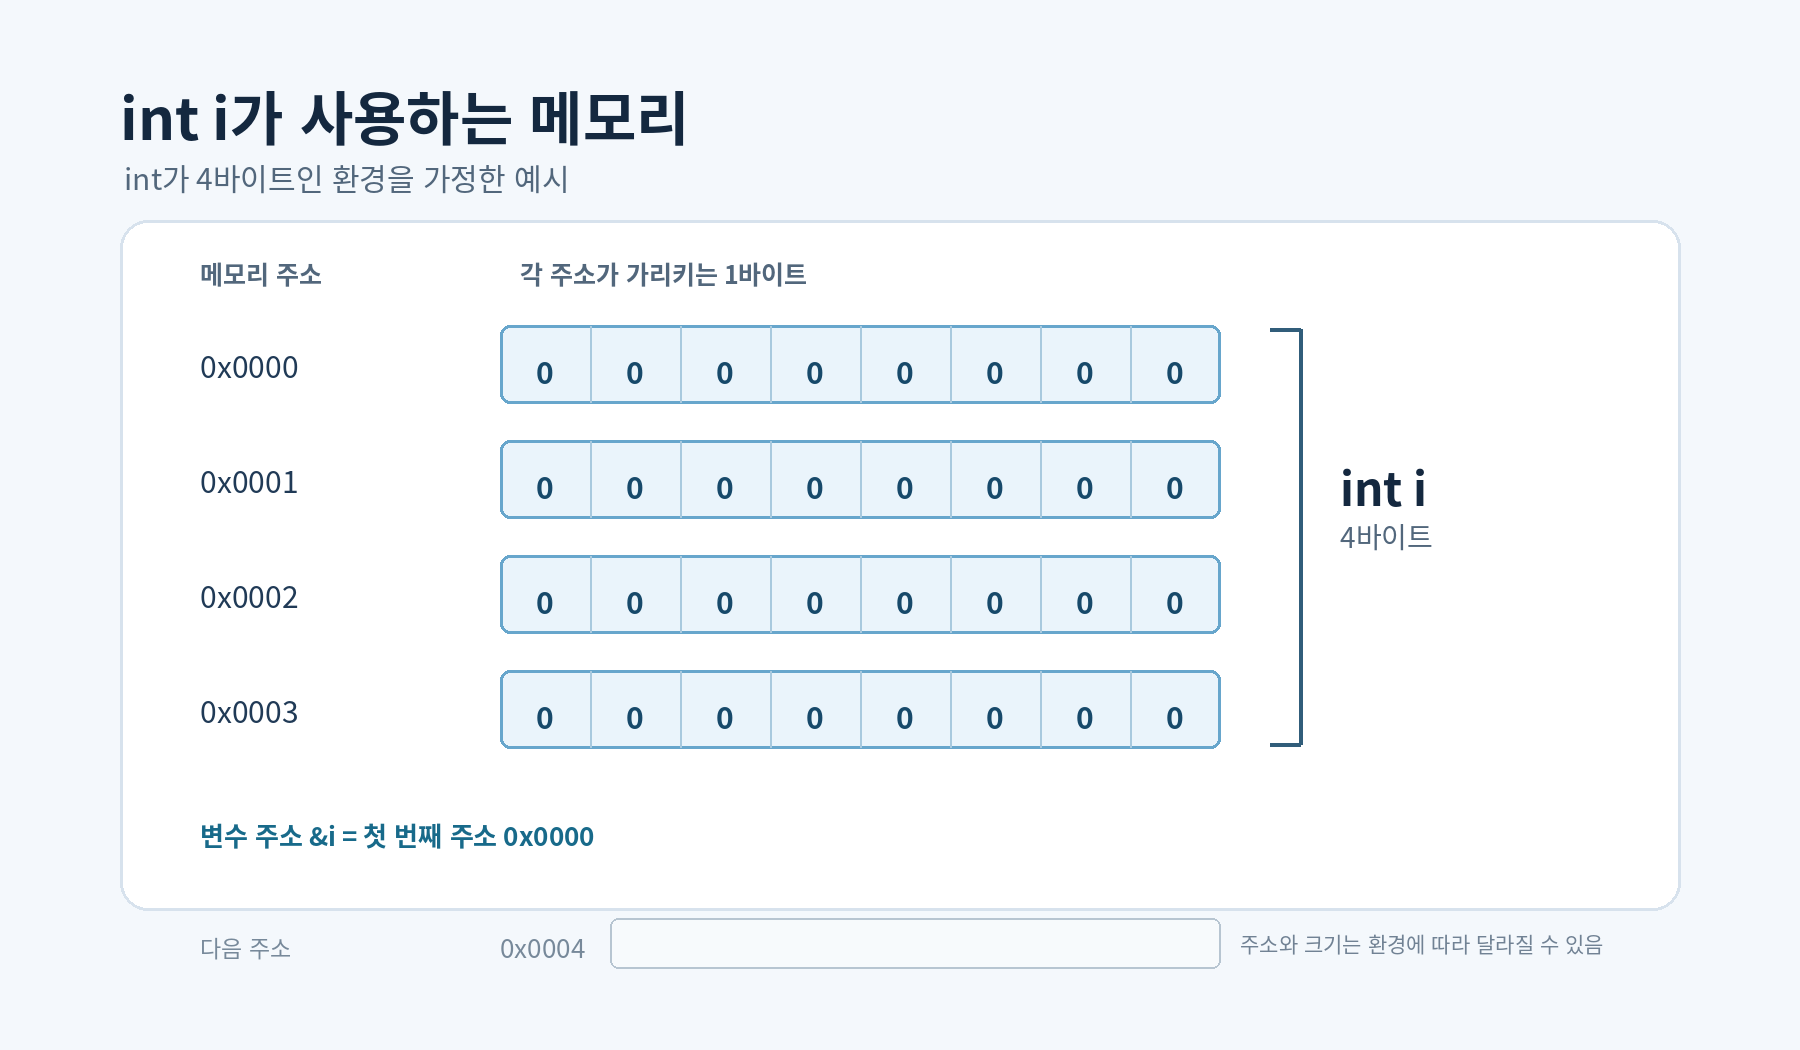 int i가 사용하는 메모리
int가 4바이트인 환경을 가정한 예시
메모리 주소 각 주소가 가리키는 1바이트
0x0000 0 0 0 0 0 0 0 0
0x0001 0 0 0 0 0 0 0 0
int i
4바이트
0x0002 0 0 0 0 0 0 0 0
0x0003 0 0 0 0 0 0 0 0
변수 주소 &i = 첫 번째 주소 0x0000
다음 주소 0x0004 주소와 크기는 환경에 따라 달라질 수 있음